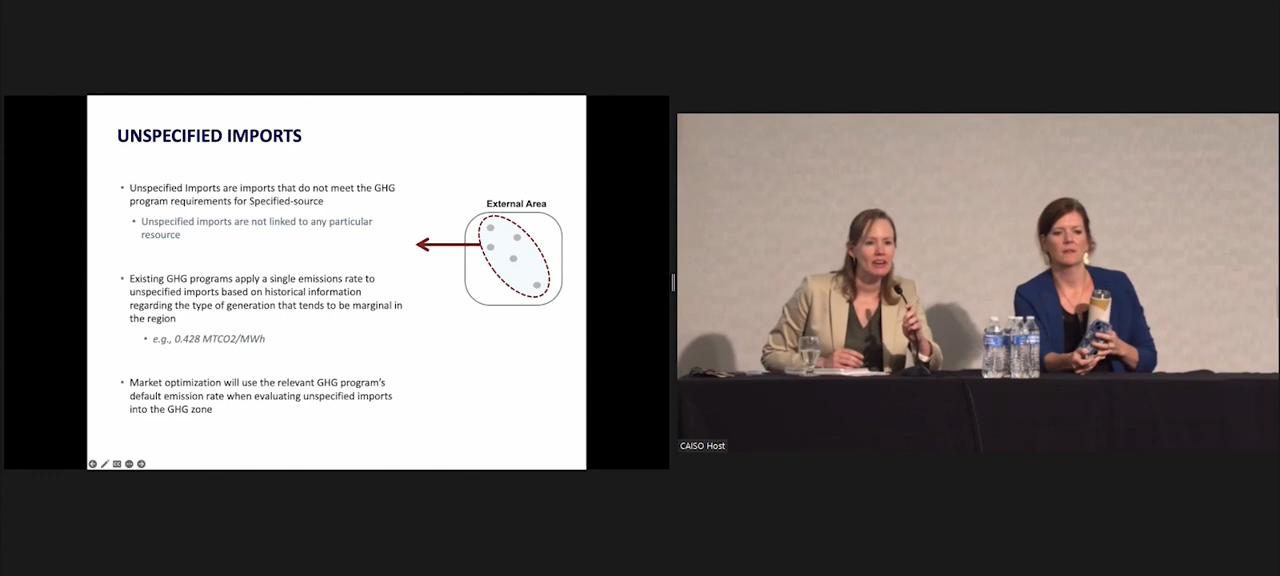 UNSPECIFIED IMPORTS
• Unspecified Imports are imports that do not meet the GHG
program requirements for Specified-source
• Unspecified imports are not linked to any particular
resource
External Area
• Existing GHG programs apply a single emissions rate to
unspecified imports based on historical information
regarding the type of generation that tends to be marginal in
the region
• e.g., 0.428 MTCO2/MWh
• Market optimization will use the relevant GHG program's
default emission rate when evaluating unspecified imports
into the GHG zone
CAISO Host